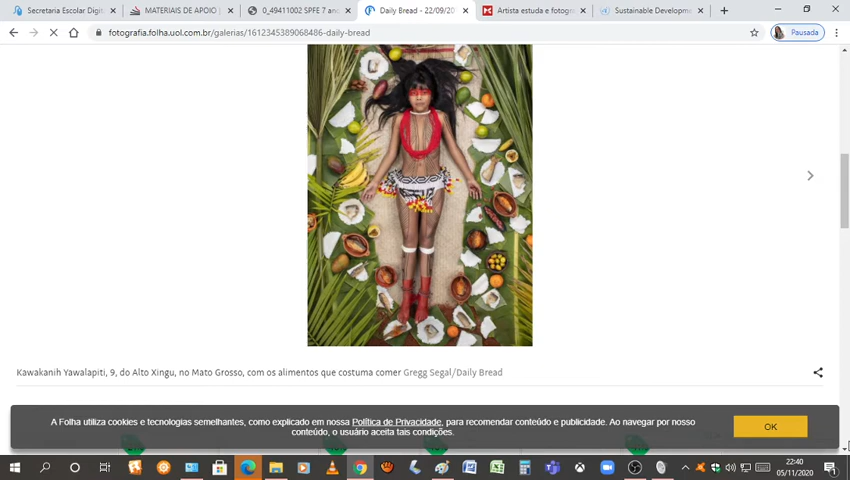 Secretaria Escolar Digit
MATERIAIS DE APOIO
0_49411002 SPFE 7 ano
Daily Bread - 22/09/20
Artista estuda e fotogr
Sustainable Developm
fotografia.folha.uol.com.br/galerias/1612345389068486-daily-bread
Pausada
Kawakanih Yawalapiti, 9, do Alto Xingu, no Mato Grosso, com os alimentos que costuma comer Gregg Segal/Daily Bread
A Folha utiliza cookies e tecnologias semelhantes, como explicado em nossa Política de Privacidade, para recomendar conteúdo e publicidade. Ao navegar por nosso
conteúdo, o usuário aceita tais condições.
OK
22:40
05/11/2020